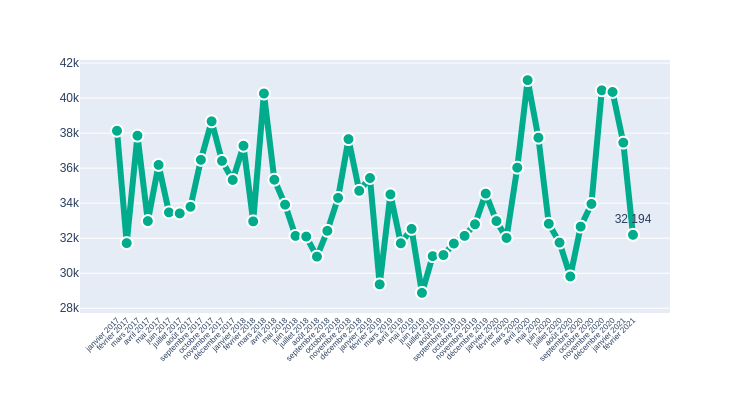 42k
40k
38k
36k
34k
32k
30k
28k
32,194
janvier 2017
février 2017
mars 2017
avril 2017
mai 2017
juin 2017
juillet 2017
août 2017
septembre 2017
octobre 2017
novembre 2017
décembre 2017
janvier 2018
février 2018
mars 2018
avril 2018
mai 2018
juin 2018
juillet 2018
août 2018
septembre 2018
octobre 2018
novembre 2018
décembre 2018
janvier 2019
février 2019
mars 2019
avril 2019
mai 2019
juin 2019
juillet 2019
août 2019
septembre 2019
octobre 2019
novembre 2019
décembre 2019
janvier 2020
février 2020
mars 2020
avril 2020
mai 2020
juin 2020
juillet 2020
août 2020
septembre 2020
octobre 2020
novembre 2020
décembre 2020
janvier 2021
février 2021